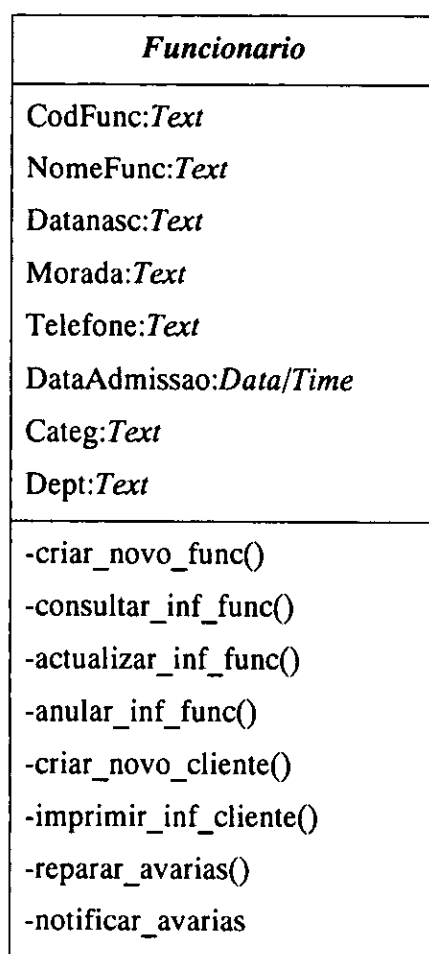 Funcionario
CodFunc:Text
NomeFunc:Text
Datanasc:Text
Morada:Text
Telefone:Text
DataAdmissao:Data/Time
Categ:Text
Dept:Text
-criar_novo_func()
-consultar_inf_func()
-actualizar_inf_func()
-anular_inf_func()
-criar_novo_cliente()
-imprimir_inf_cliente()
-reparar_avarias()
-notificar_avarias